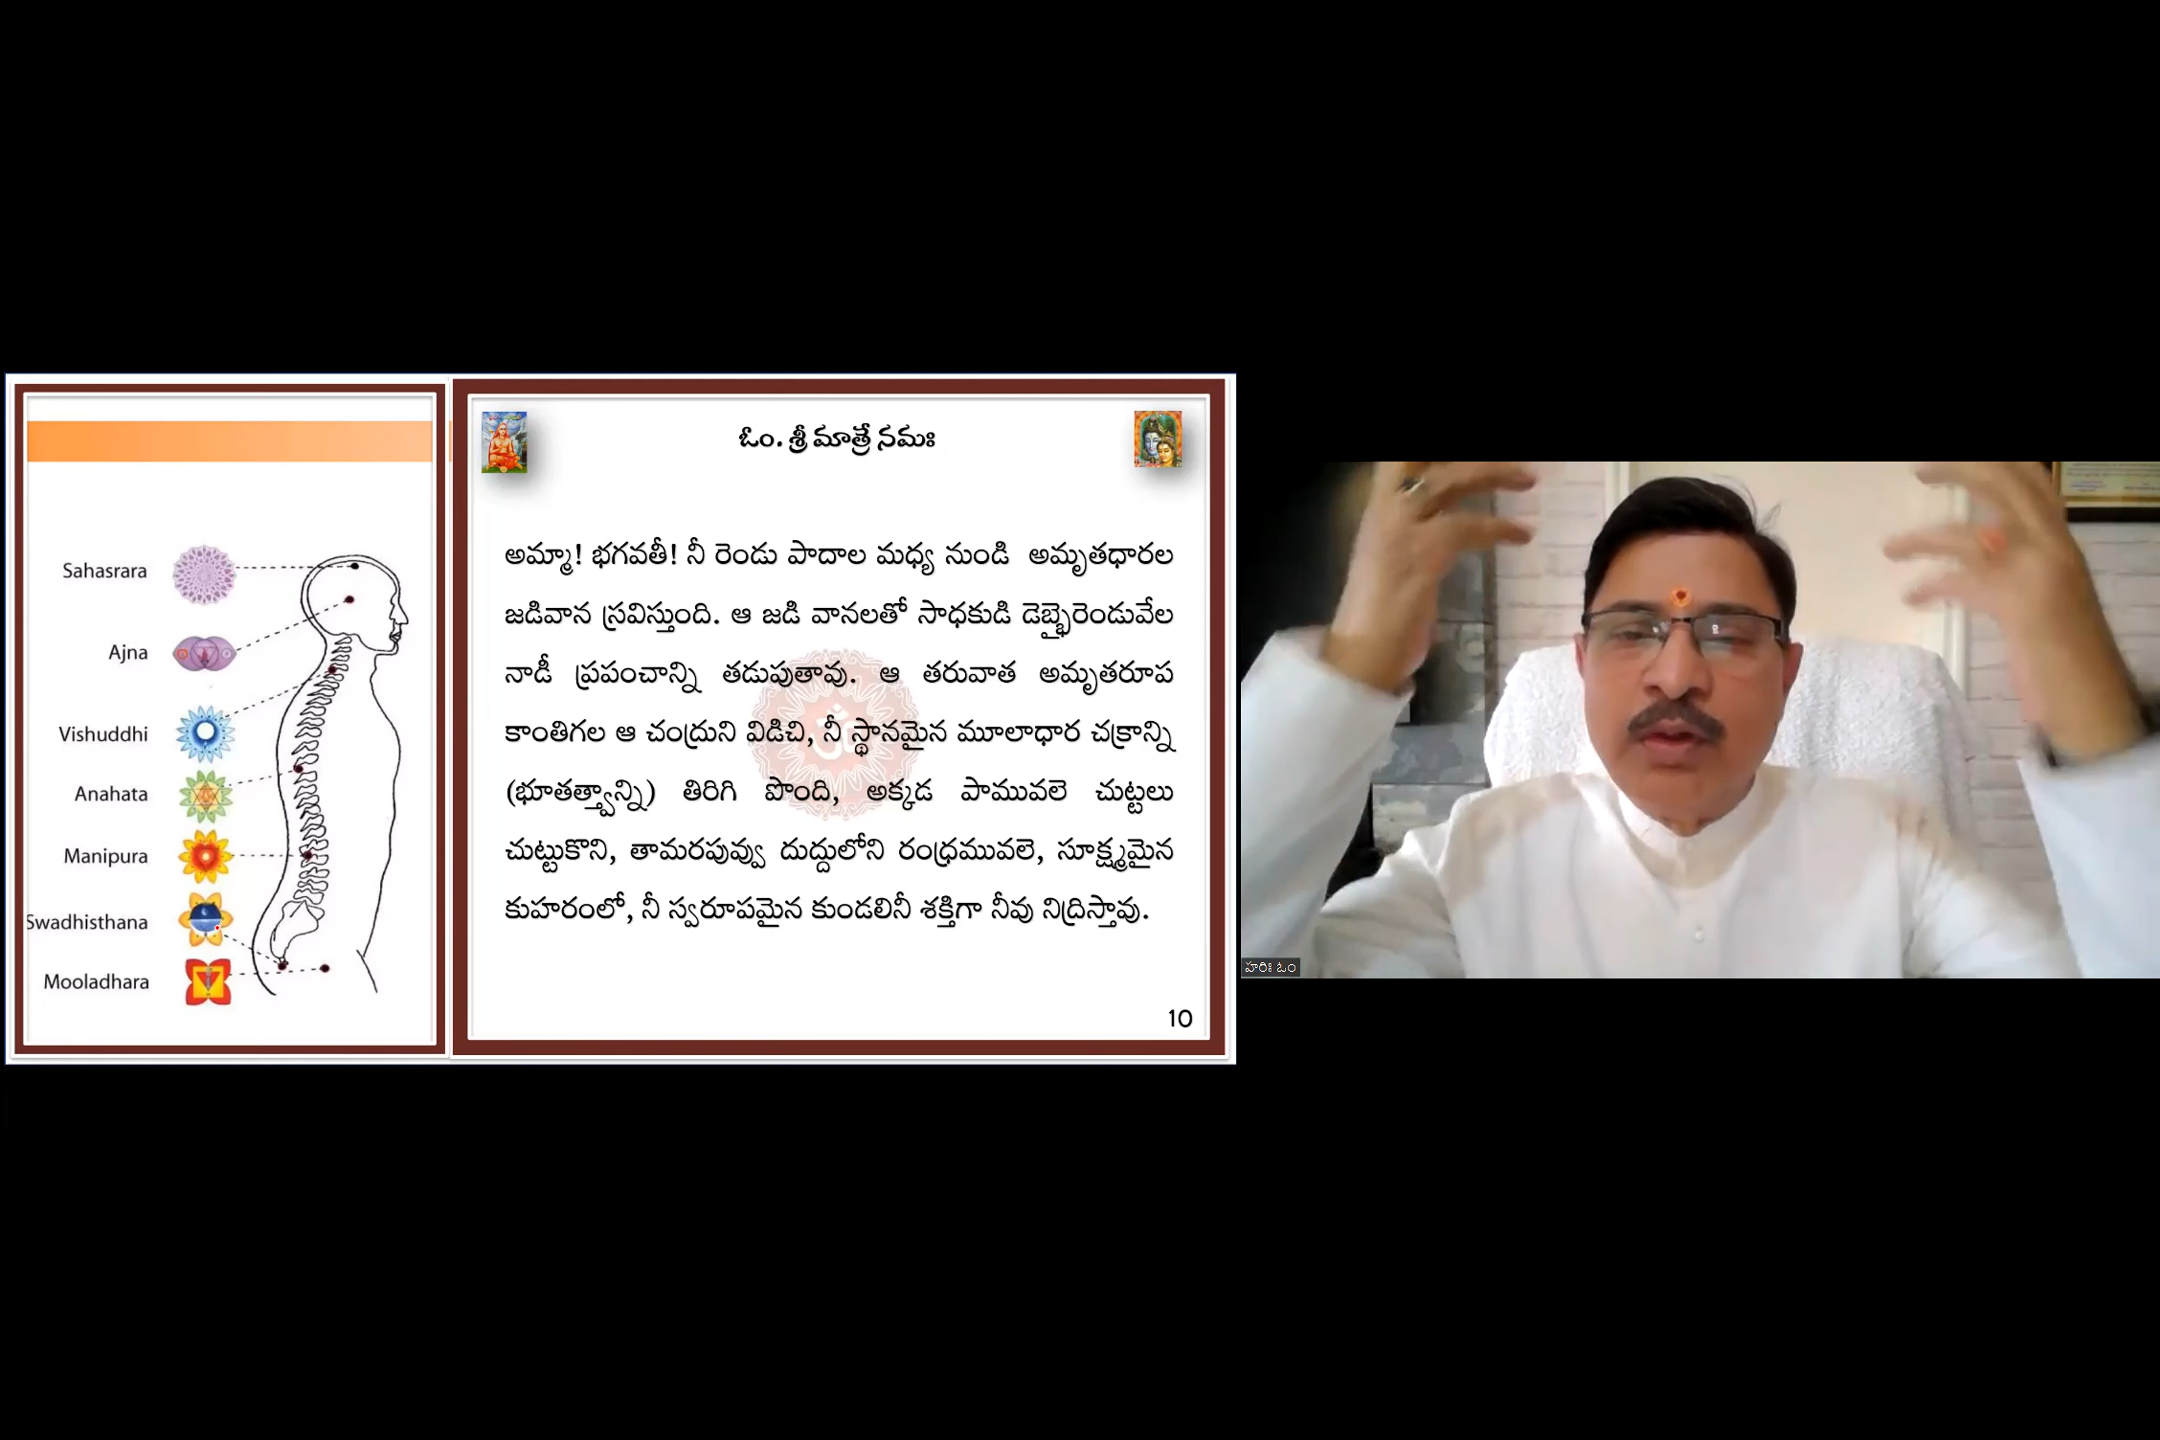 Sahasrara
Ajna
Vishuddhi
Anahata
Manipura
Swadhisthana
Mooladhara
ఓం. శ్రీ మాత్రే నమః
అమ్మా! భగవతీ! నీ రెండు పాదాల మధ్య నుండి అమృతధారల
జడివాన స్రవిస్తుంది. ఆ జడి వానలతో సాధకుడి డెబ్భైరెండువేల
నాడీ ప్రపంచాన్ని తడుపుతావు. ఆ తరువాత అమృతరూప
కాంతిగల ఆ చంద్రుని విడిచి, నీ స్థానమైన మూలాధార చక్రాన్ని
(భూతత్త్వాన్ని) తిరిగి పొంది, అక్కడ పామువలె చుట్టలు
చుట్టుకొని, తామరపువ్వు దుద్దులోని రంధ్రమువలె, సూక్ష్మమైన
కుహరంలో, నీ స్వరూపమైన కుండలినీ శక్తిగా నీవు నిద్రిస్తావు.
10
హరిః ఓం